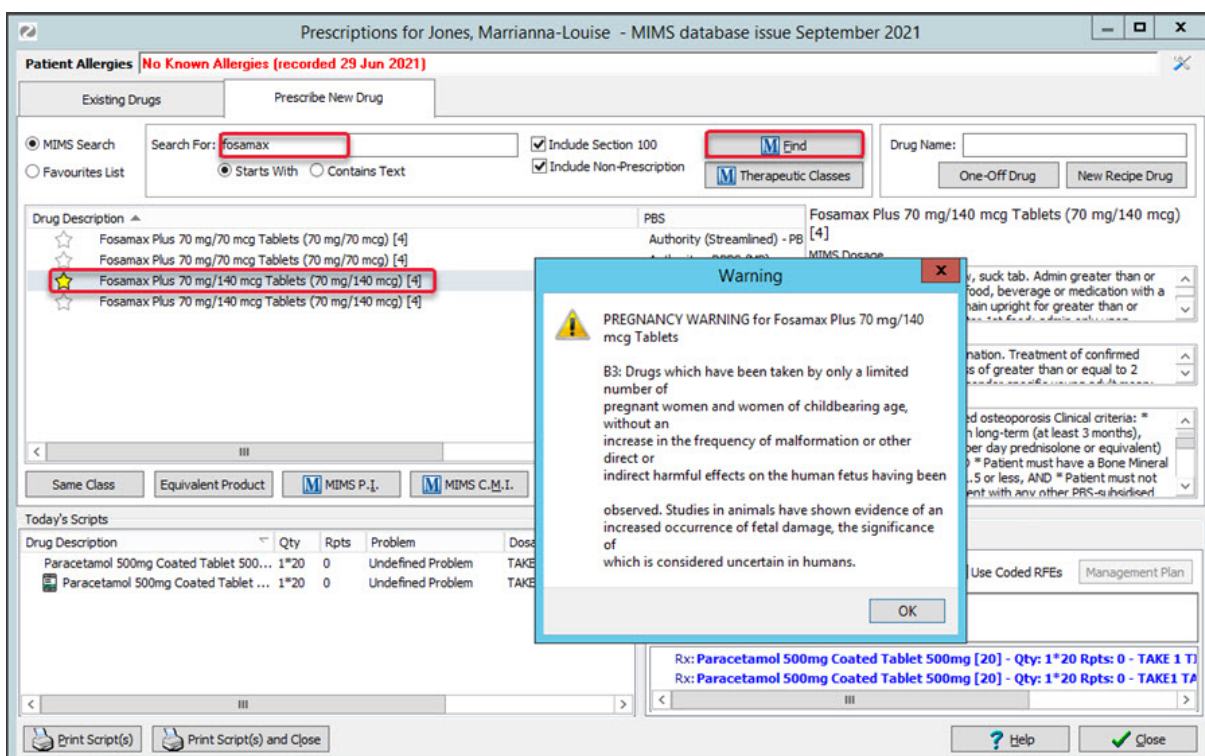 Prescriptions for Jones, Marrianna-Louise - MIMS database issue September 2021
Patient Allergies No Known Allergies (recorded 29 Jun 2021)
Existing Drugs
Prescribe New Drug
MIMS Search
Favourites List
Search For: fosamax
Starts With Contains Text
Include Section 100
Include Non-Prescription
M Find
M Therapeutic Classes
Drug Name:
One-Off Drug New Recipe Drug
Drug Description PBS
Fosamax Plus 70 mg/70 mcg Tablets (70 mg/70 mcg) [4] Authority (Streamlined) - PB
Fosamax Plus 70 mg/70 mcg Tablets (70 mg/70 mcg) [4]
Fosamax Plus 70 mg/140 mcg Tablets (70 mg/140 mcg) [4]
Fosamax Plus 70 mg/140 mcg Tablets (70 mg/140 mcg) [4]
Fosamax Plus 70 mg/140 mcg Tablets (70 mg/140 mcg)
[4]
MIMS Dosage
, suck tab. Admin greater than or
food, beverage or medication with a
main upright for greater than or
nation. Treatment of confirmed
ss of greater than or equal to 2
ed osteoporosis Clinical criteria: *
n long-term (at least 3 months),
per day prednisolone or equivalent)
* Patient must have a Bone Mineral
.5 or less, AND * Patient must not
ent with any other PBS-subsidised
Warning
x
PREGNANCY WARNING for Fosamax Plus 70 mg/140
mcg Tablets
B3: Drugs which have been taken by only a limited
number of
pregnant women and women of childbearing age,
without an
increase in the frequency of malformation or other
direct or
indirect harmful effects on the human fetus having been
observed. Studies in animals have shown evidence of an
increased occurrence of fetal damage, the significance
of
which is considered uncertain in humans.
OK
Same Class Equivalent Product M MIMS P.I. M MIMS C.M.I.
Today's Scripts
Drug Description Qty Rpts Problem Dosa
Paracetamol 500mg Coated Tablet 500... 1*20 0 Undefined Problem TAKE
Paracetamol 500mg Coated Tablet ... 1*20 0 Undefined Problem TAKE
Use Coded RFEs Management Plan
Rx: Paracetamol 500mg Coated Tablet 500mg [20] - Qty: 1*20 Rpts: 0 - TAKE 1 T
Rx: Paracetamol 500mg Coated Tablet 500mg [20] - Qty: 1*20 Rpts: 0 - TAKE1 TA
Print Script(s) Print Script(s) and Close ? Help Close